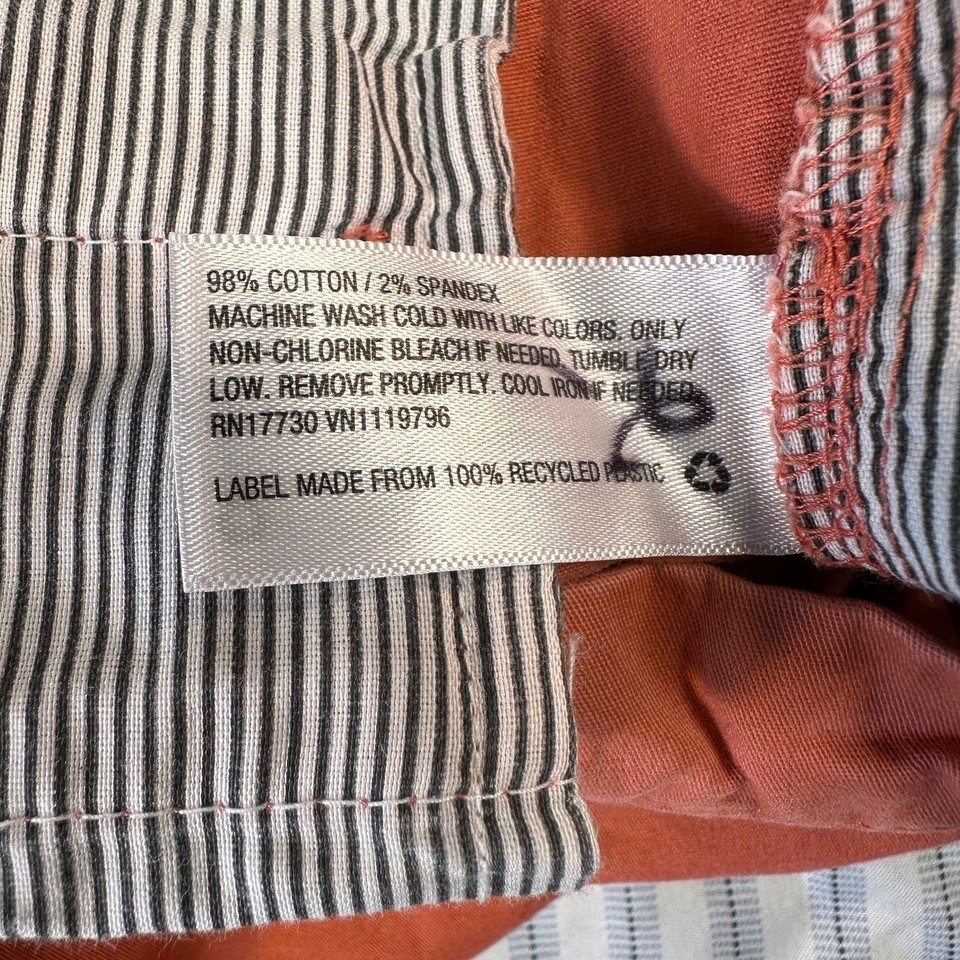 98% COTTON / 2% SPANDEX
MACHINE WASH COLD WITH LIKE COLORS. ONLY
NON-CHLORINE BLEACH IF NEEDED. TUMBLE DRY
LOW. REMOVE PROMPTLY. COOL IRON IF NEEDED.
RN17730 VN1119796
LABEL MADE FROM 100% RECYCLED PLASTIC